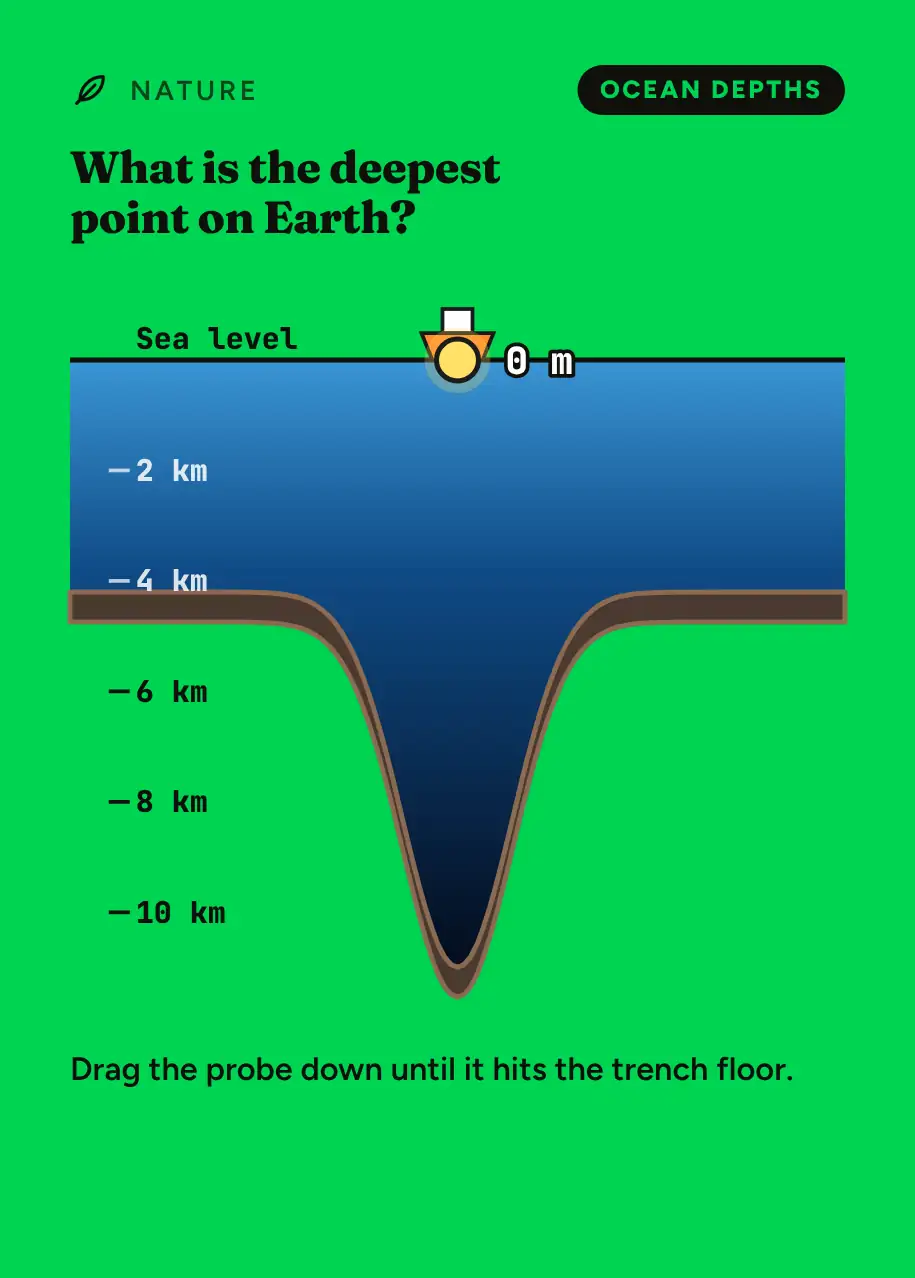 NATURE
OCEAN DEPTHS
What is the deepest
point on Earth?
Sea level
0 m
2 km
4 km
6 km
8 km
10 km
Drag the probe down until it hits the trench floor.